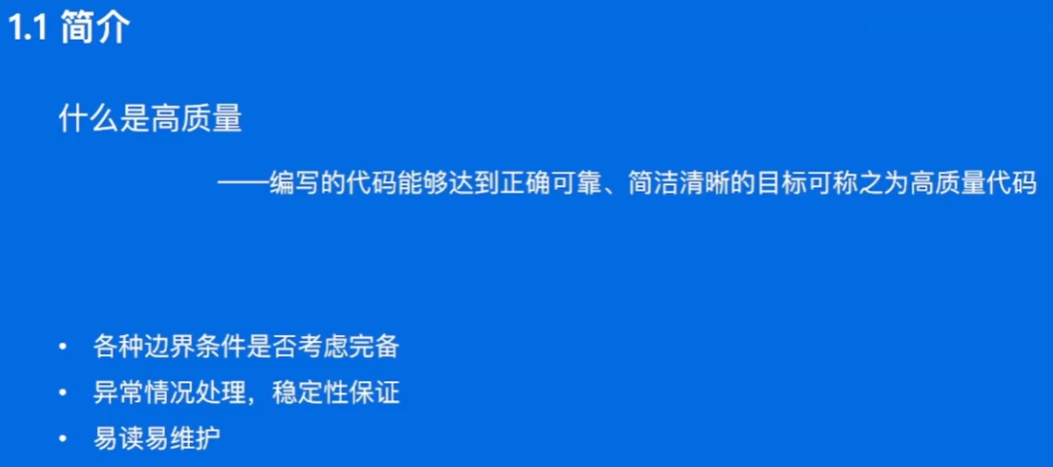 1.1 简介
什么是高质量
——编写的代码能够达到正确可靠、简洁清晰的目标可称之为高质量代码
• 各种边界条件是否考虑完备
• 异常情况处理，稳定性保证
• 易读易维护